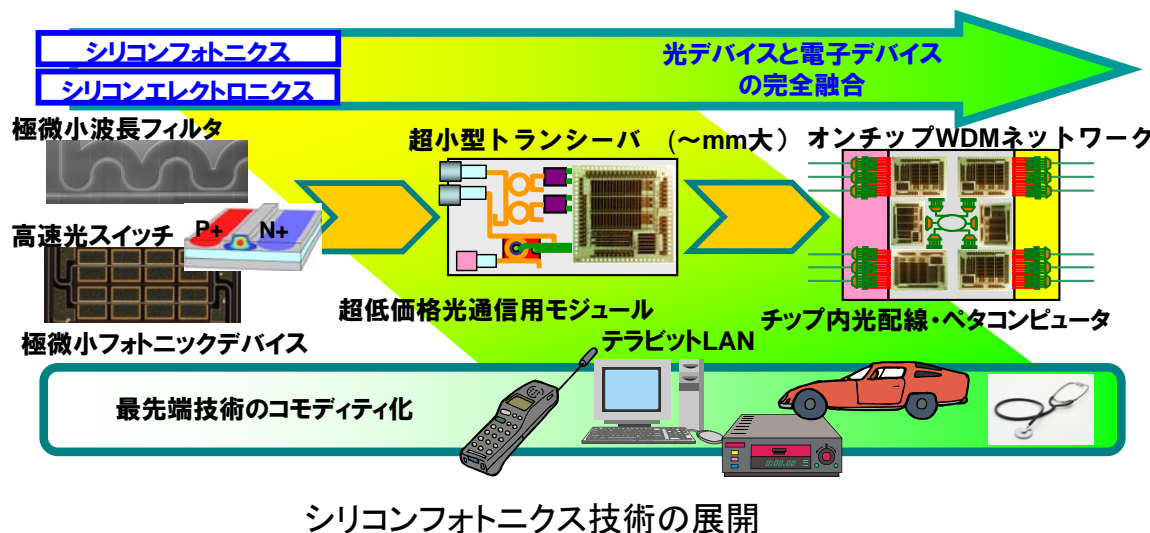 シリコンフォトニクス
シリコンエレクトロニクス
光デバイスと電子デバイス
の完全融合
極微小波長フィルタ
超小型トランシーバ (～mm大)
オンチップWDMネットワーク
P+
N+
高速光スイッチ
極微小フォトニックデバイス
超低価格光通信用モジュール
チップ内光配線・ペタコンピュータ
テラビットLAN
最先端技術のコモディティ化
0:00.00
シリコンフォトニクス技術の展開